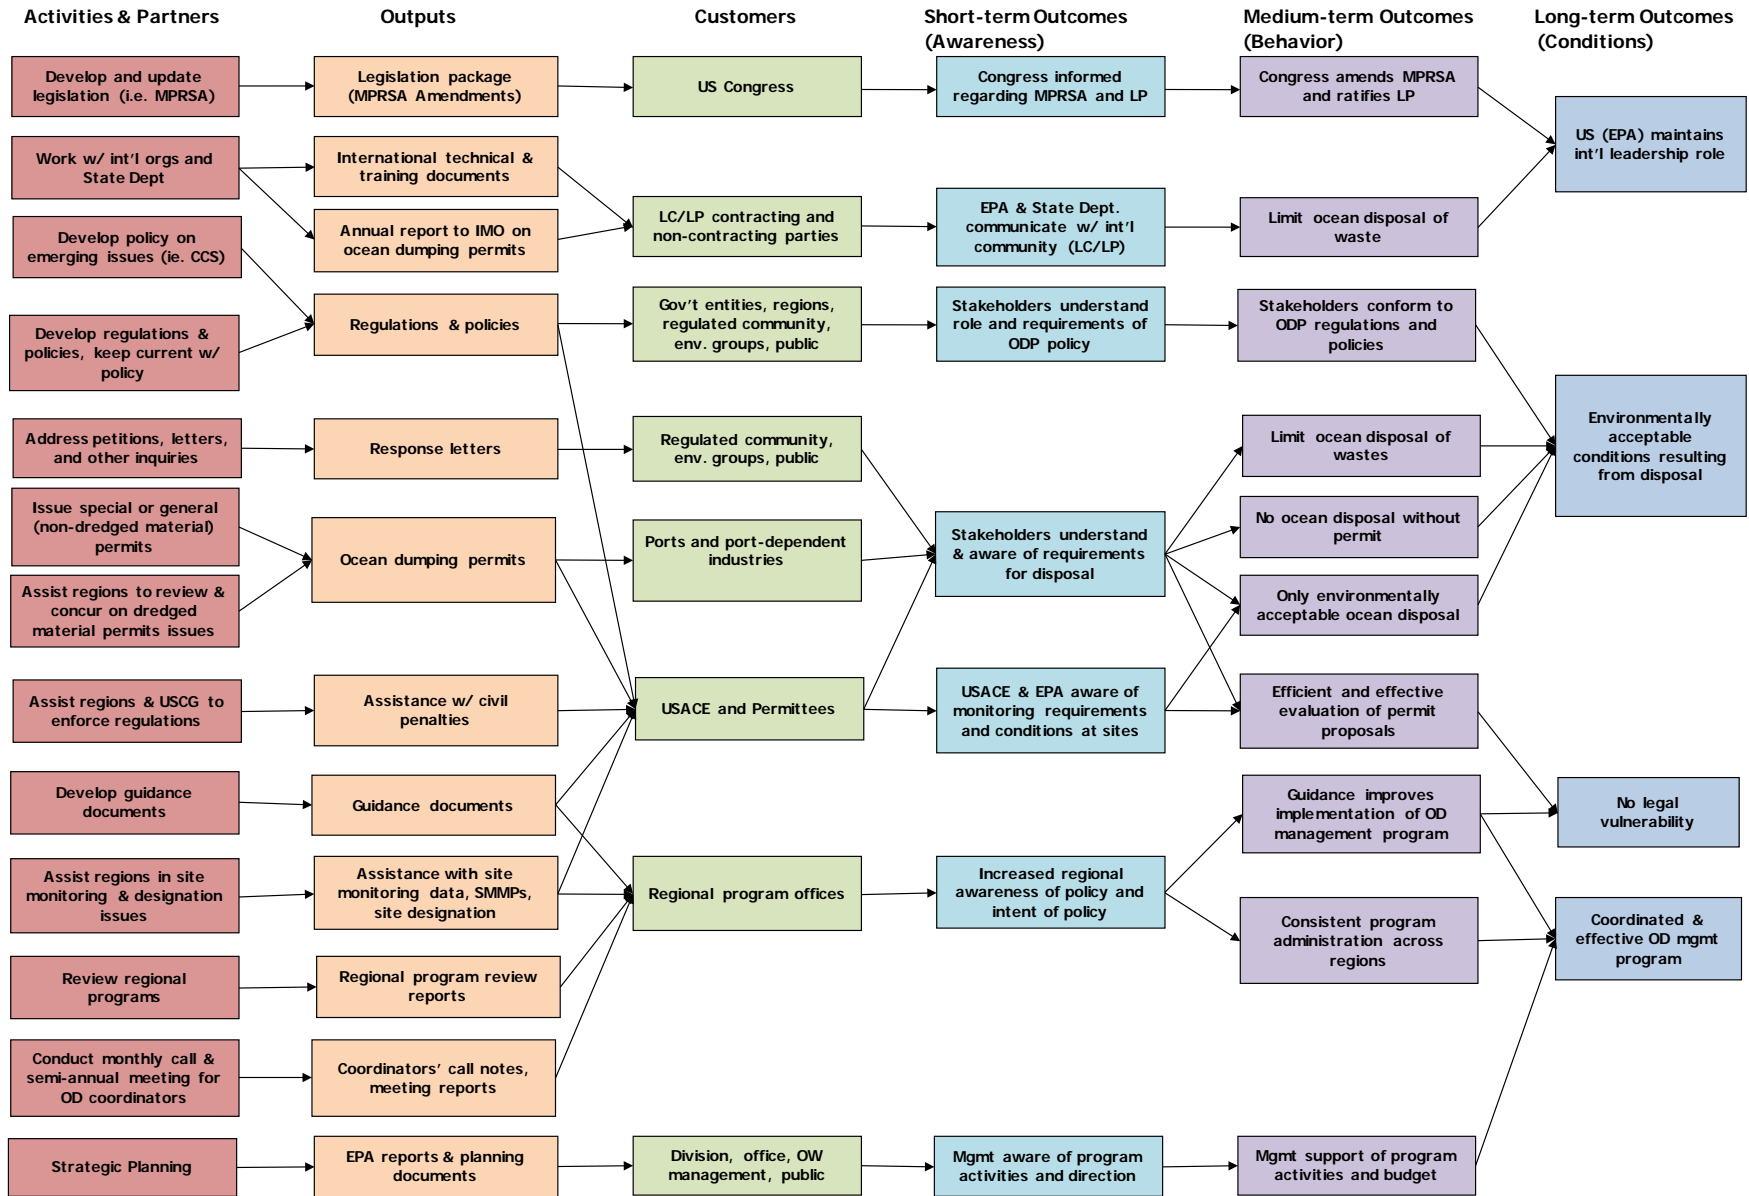 Activities & Partners
Outputs
Customers
Short-term Outcomes
(Awareness)
Medium-term Outcomes
(Behavior)
Long-term Outcomes
(Conditions)
Develop and update
legislation (i.e. MPRSA)
Work w/ int'l orgs and
State Dept
Develop policy on
emerging issues (ie. CCS)
Develop regulations &
policies, keep current w/
policy
Address petitions, letters,
and other inquiries
Issue special or general
(non-dredged material)
permits
Assist regions to review &
concur on dredged
material permits issues
Assist regions & USCG to
enforce regulations
Develop guidance
documents
Assist regions in site
monitoring & designation
issues
Review regional
programs
Conduct monthly call &
semi-annual meeting for
OD coordinators
Strategic Planning
Legislation package
(MPRSA Amendments)
International technical &
training documents
Annual report to IMO on
ocean dumping permits
Regulations & policies
Response letters
Ocean dumping permits
Assistance w/ civil
penalties
Guidance documents
Assistance with site
monitoring data, SMMPs,
site designation
Regional program review
reports
Coordinators' call notes,
meeting reports
EPA reports & planning
documents
US Congress
LC/LP contracting and
non-contracting parties
Gov't entities, regions,
regulated community,
env. groups, public
Regulated community,
env. groups, public
Ports and port-dependent
industries
USACE and Permittees
Regional program offices
Division, office, OW
management, public
Congress informed
regarding MPRSA and LP
EPA & State Dept.
communicate w/ int'l
community (LC/LP)
Stakeholders understand
role and requirements of
ODP policy
Stakeholders understand
& aware of requirements
for disposal
USACE & EPA aware of
monitoring requirements
and conditions at sites
Increased regional
awareness of policy and
intent of policy
Mgmt aware of program
activities and direction
Congress amends MPRSA
and ratifies LP
Limit ocean disposal of
waste
Stakeholders conform to
ODP regulations and
policies
Limit ocean disposal of
wastes
No ocean disposal without
permit
Only environmentally
acceptable ocean disposal
Efficient and effective
evaluation of permit
proposals
Guidance improves
implementation of OD
management program
Consistent program
administration across
regions
Mgmt support of program
activities and budget
US (EPA) maintains
int'l leadership role
Environmentally
acceptable
conditions resulting
from disposal
No legal
vulnerability
Coordinated &
effective OD mgmt
program